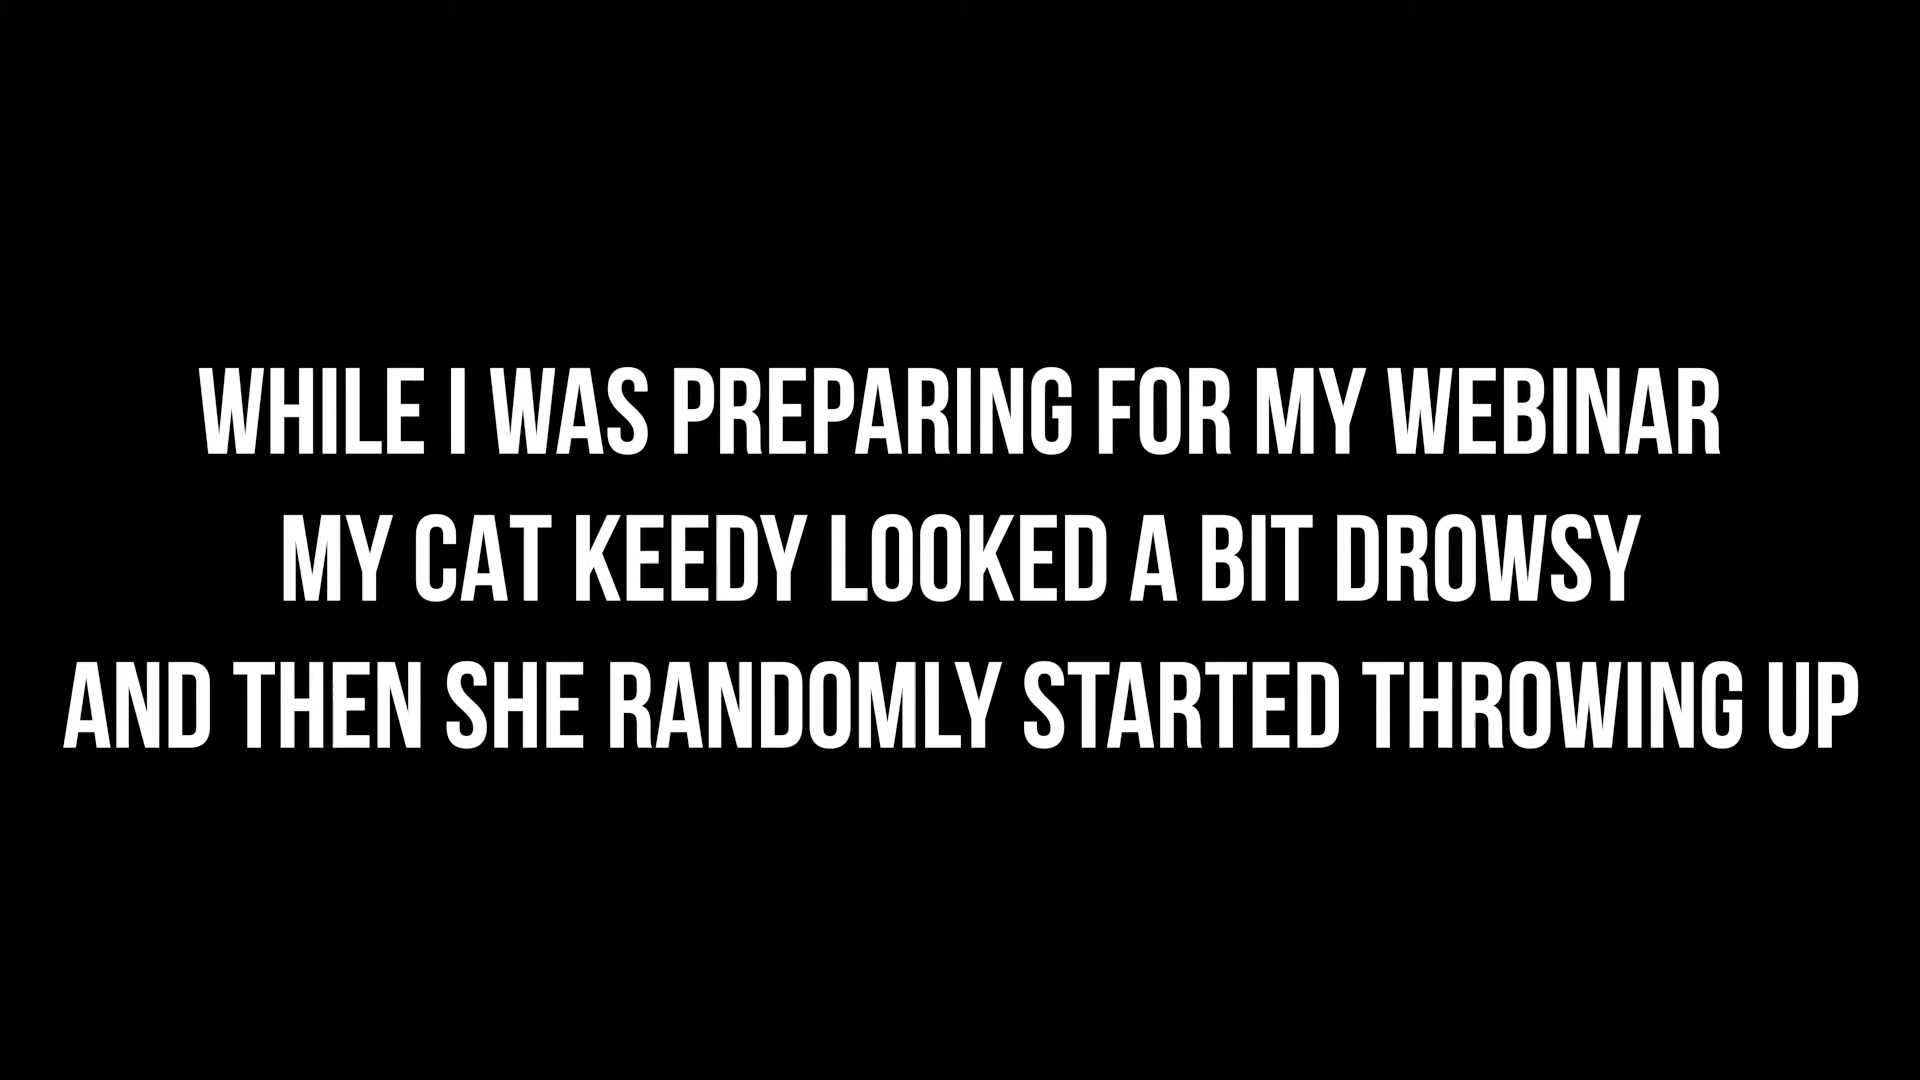 WHILE I WAS PREPARING FOR MY WEBINAR
MY CAT KEEDY LOOKED A BIT DROWSY
AND THEN SHE RANDOMLY STARTED THROWING UP